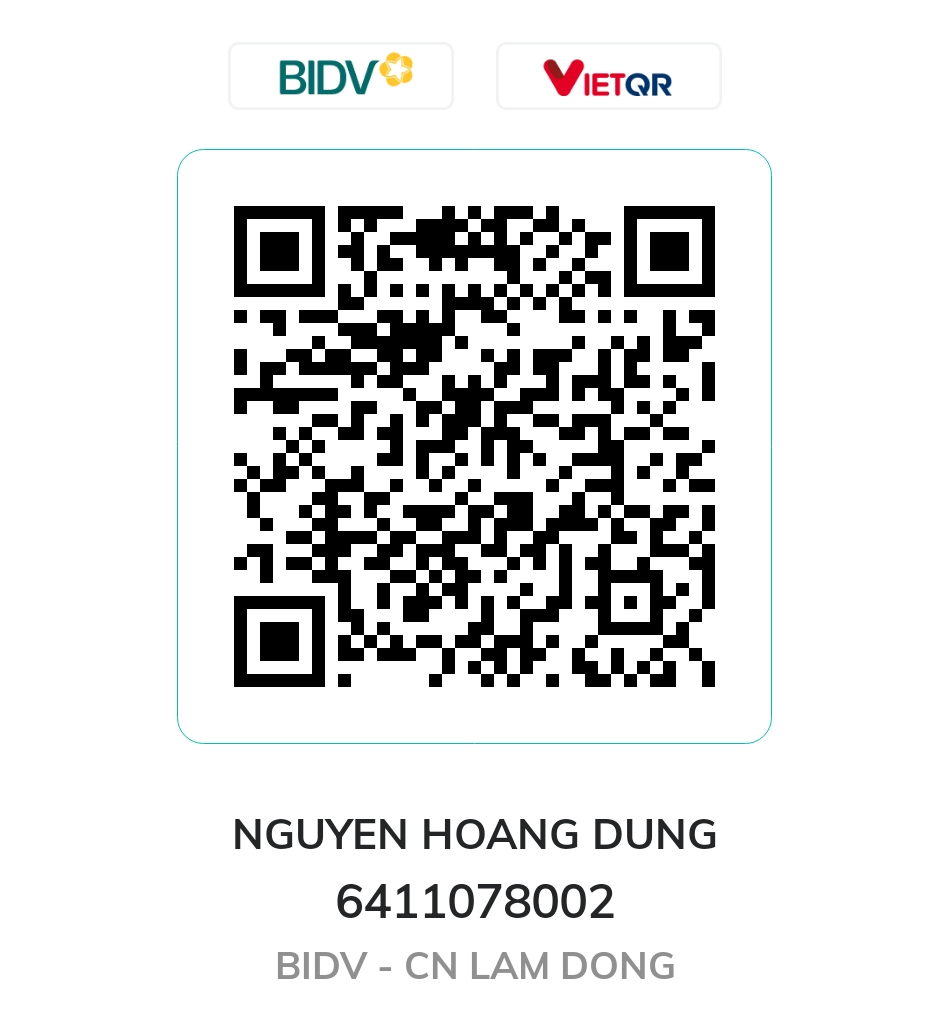 BIDV
VIETQR
NGUYEN HOANG DUNG
6411078002
BIDV - CN LAM DONG